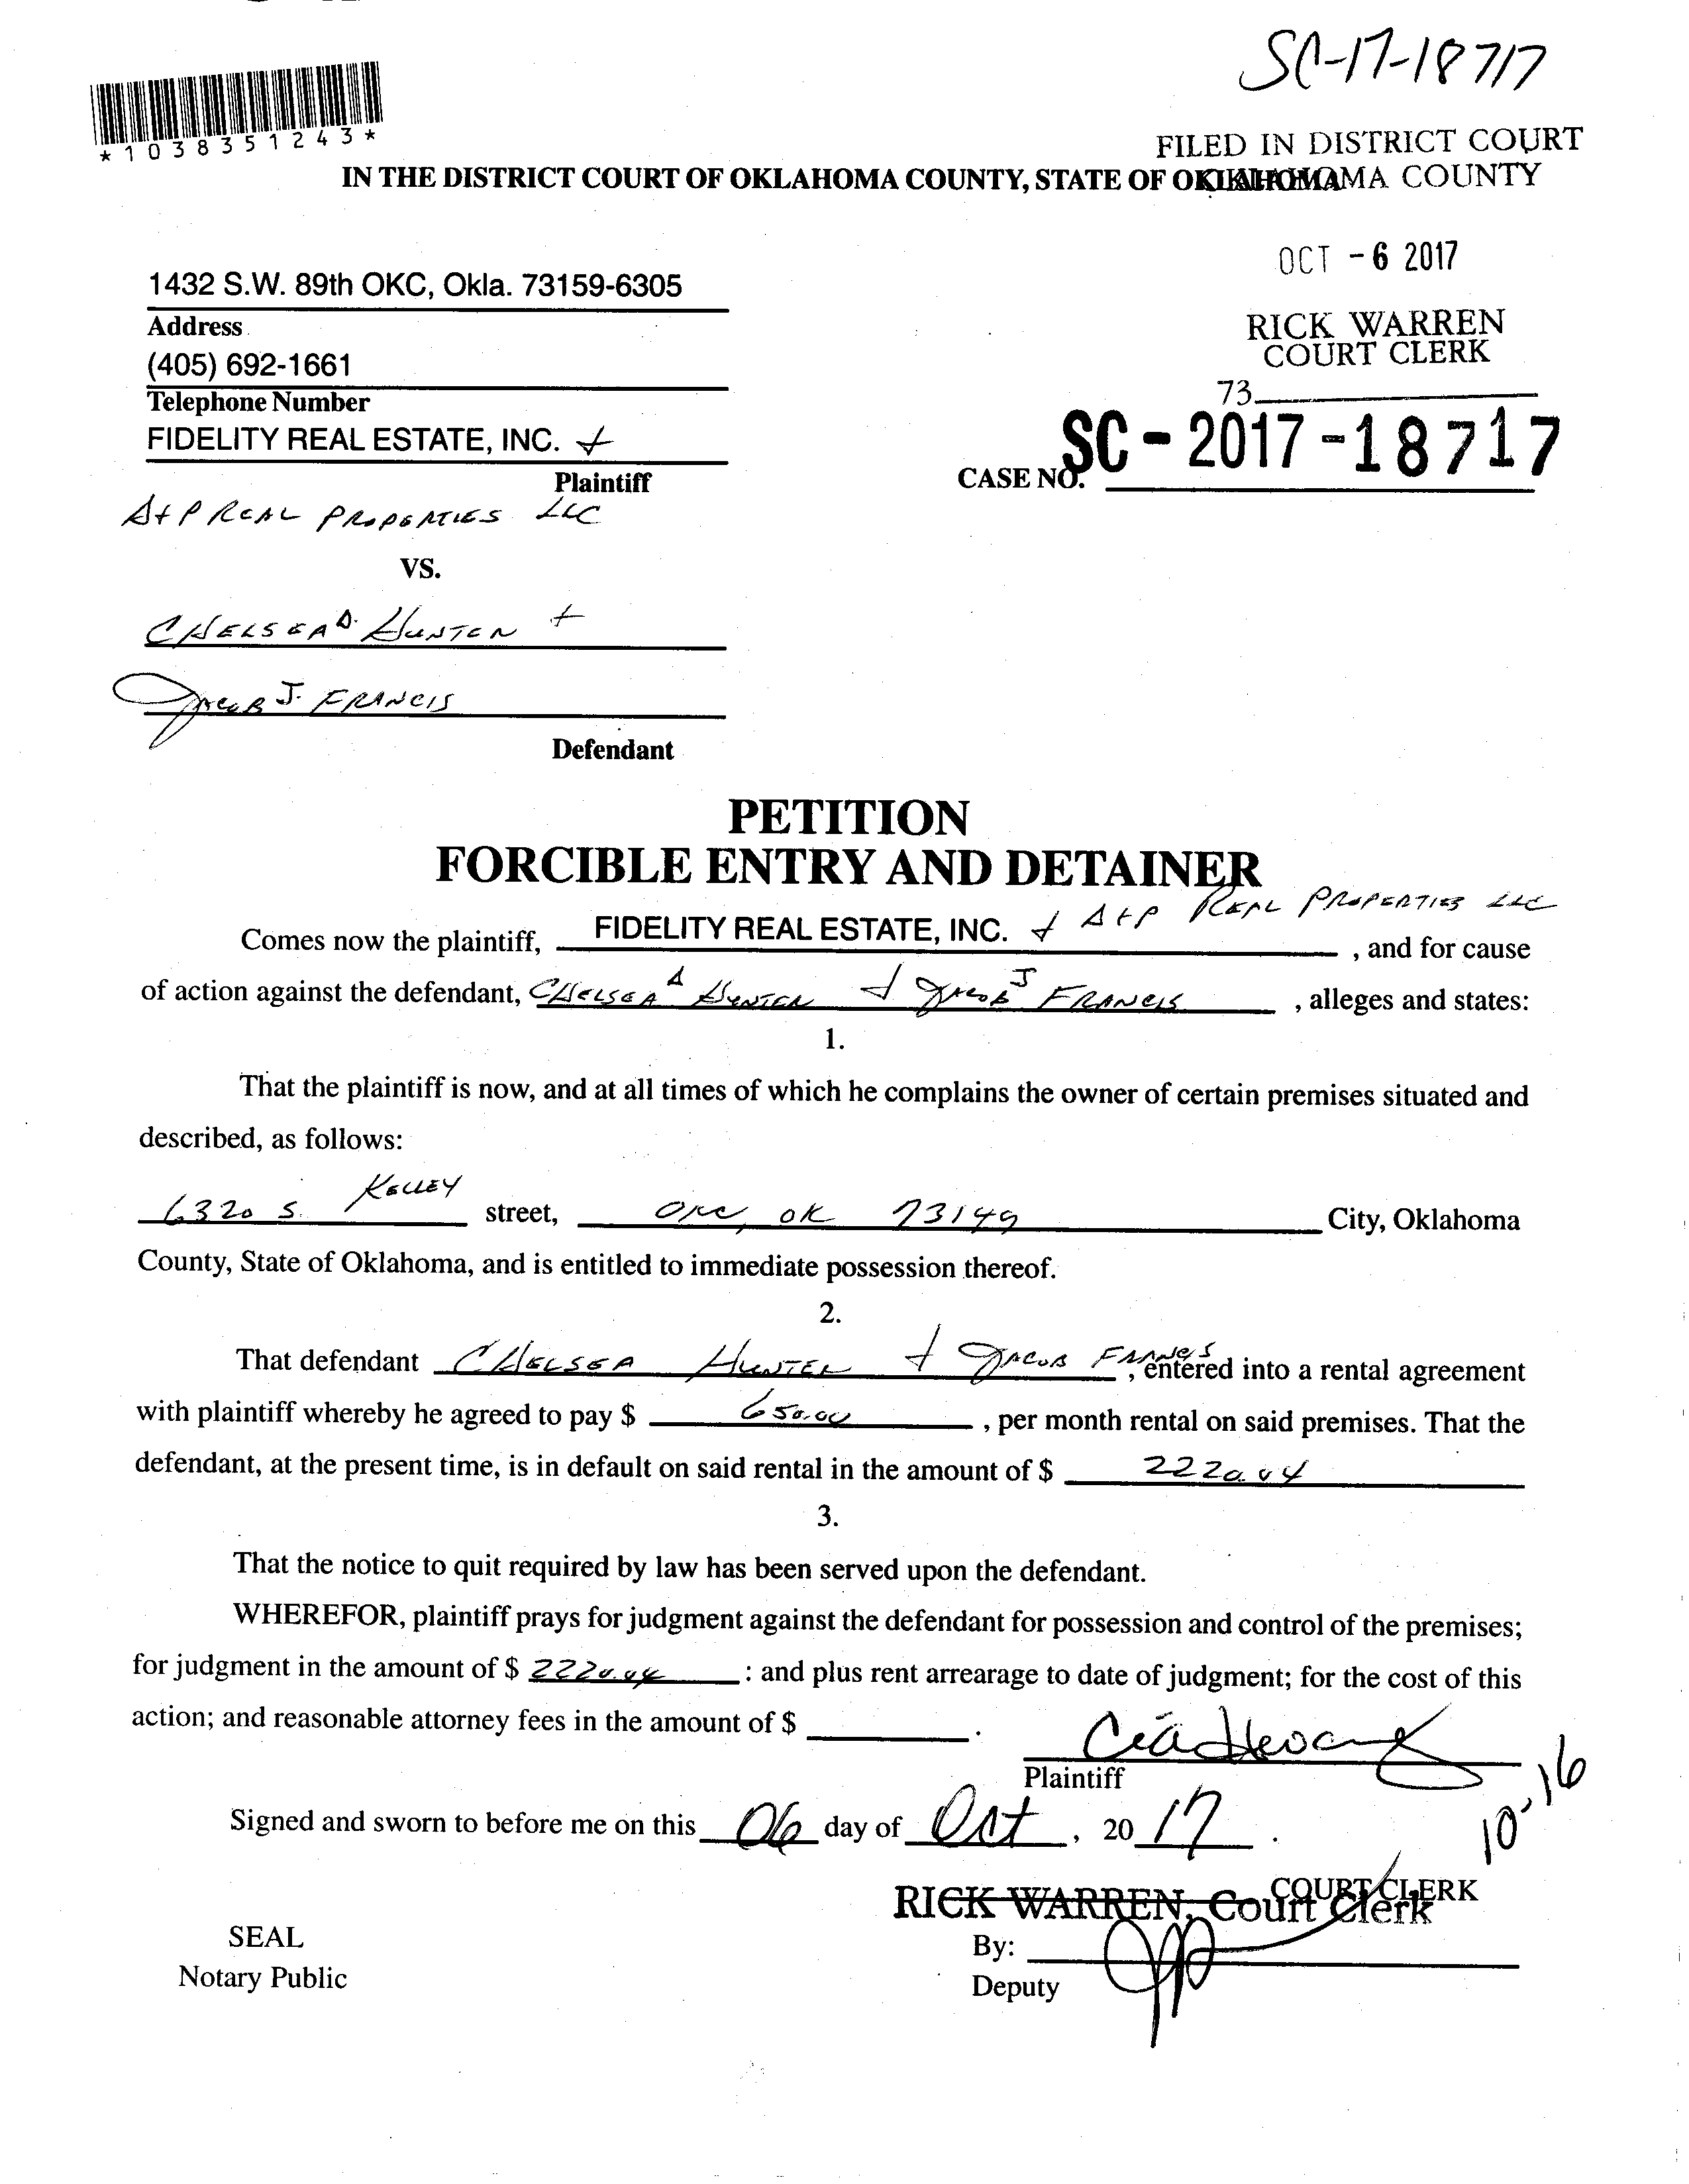 SC-17-18717
*1038351243*
FILED IN DISTRICT COURT
OKLAHOMA COUNTY
IN THE DISTRICT COURT OF OKLAHOMA COUNTY, STATE OF OKLAHOMA
OCT - 6 2017
1432 S.W. 89th OKC, Okla. 73159-6305
Address
RICK WARREN
COURT CLERK
(405) 692-1661
Telephone Number
73
FIDELITY REAL ESTATE, INC. +
CASE NO. SC - 2017 - 18717
Plaintiff
A+P REAL PROPERTIES LLC
VS.
CHELSEA D. HUNTER +
JACOB J. FRANCIS
Defendant
PETITION
FORCIBLE ENTRY AND DETAINER
Comes now the plaintiff, FIDELITY REAL ESTATE, INC. + A+P REAL PROPERTIES LLC, and for cause
of action against the defendant, CHELSEA HUNTER + JACOB J FRANCIS, alleges and states:
1.
That the plaintiff is now, and at all times of which he complains the owner of certain premises situated and
described, as follows:
6320 S. KELLEY street, OKC, OK 73149 City, Oklahoma
County, State of Oklahoma, and is entitled to immediate possession thereof.
2.
That defendant CHELSEA HUNTER + JACOB FRANCIS, entered into a rental agreement
with plaintiff whereby he agreed to pay $ 650.00, per month rental on said premises. That the
defendant, at the present time, is in default on said rental in the amount of $ 2220.04
3.
That the notice to quit required by law has been served upon the defendant.
WHEREFOR, plaintiff prays for judgment against the defendant for possession and control of the premises;
for judgment in the amount of $ 2220.04 : and plus rent arrearage to date of judgment; for the cost of this
action; and reasonable attorney fees in the amount of $ .
Plaintiff
10-16
Signed and sworn to before me on this 06 day of Oct, 20 17.
COURT CLERK
RICK WARREN, Court Clerk
SEAL
By:
Notary Public
Deputy